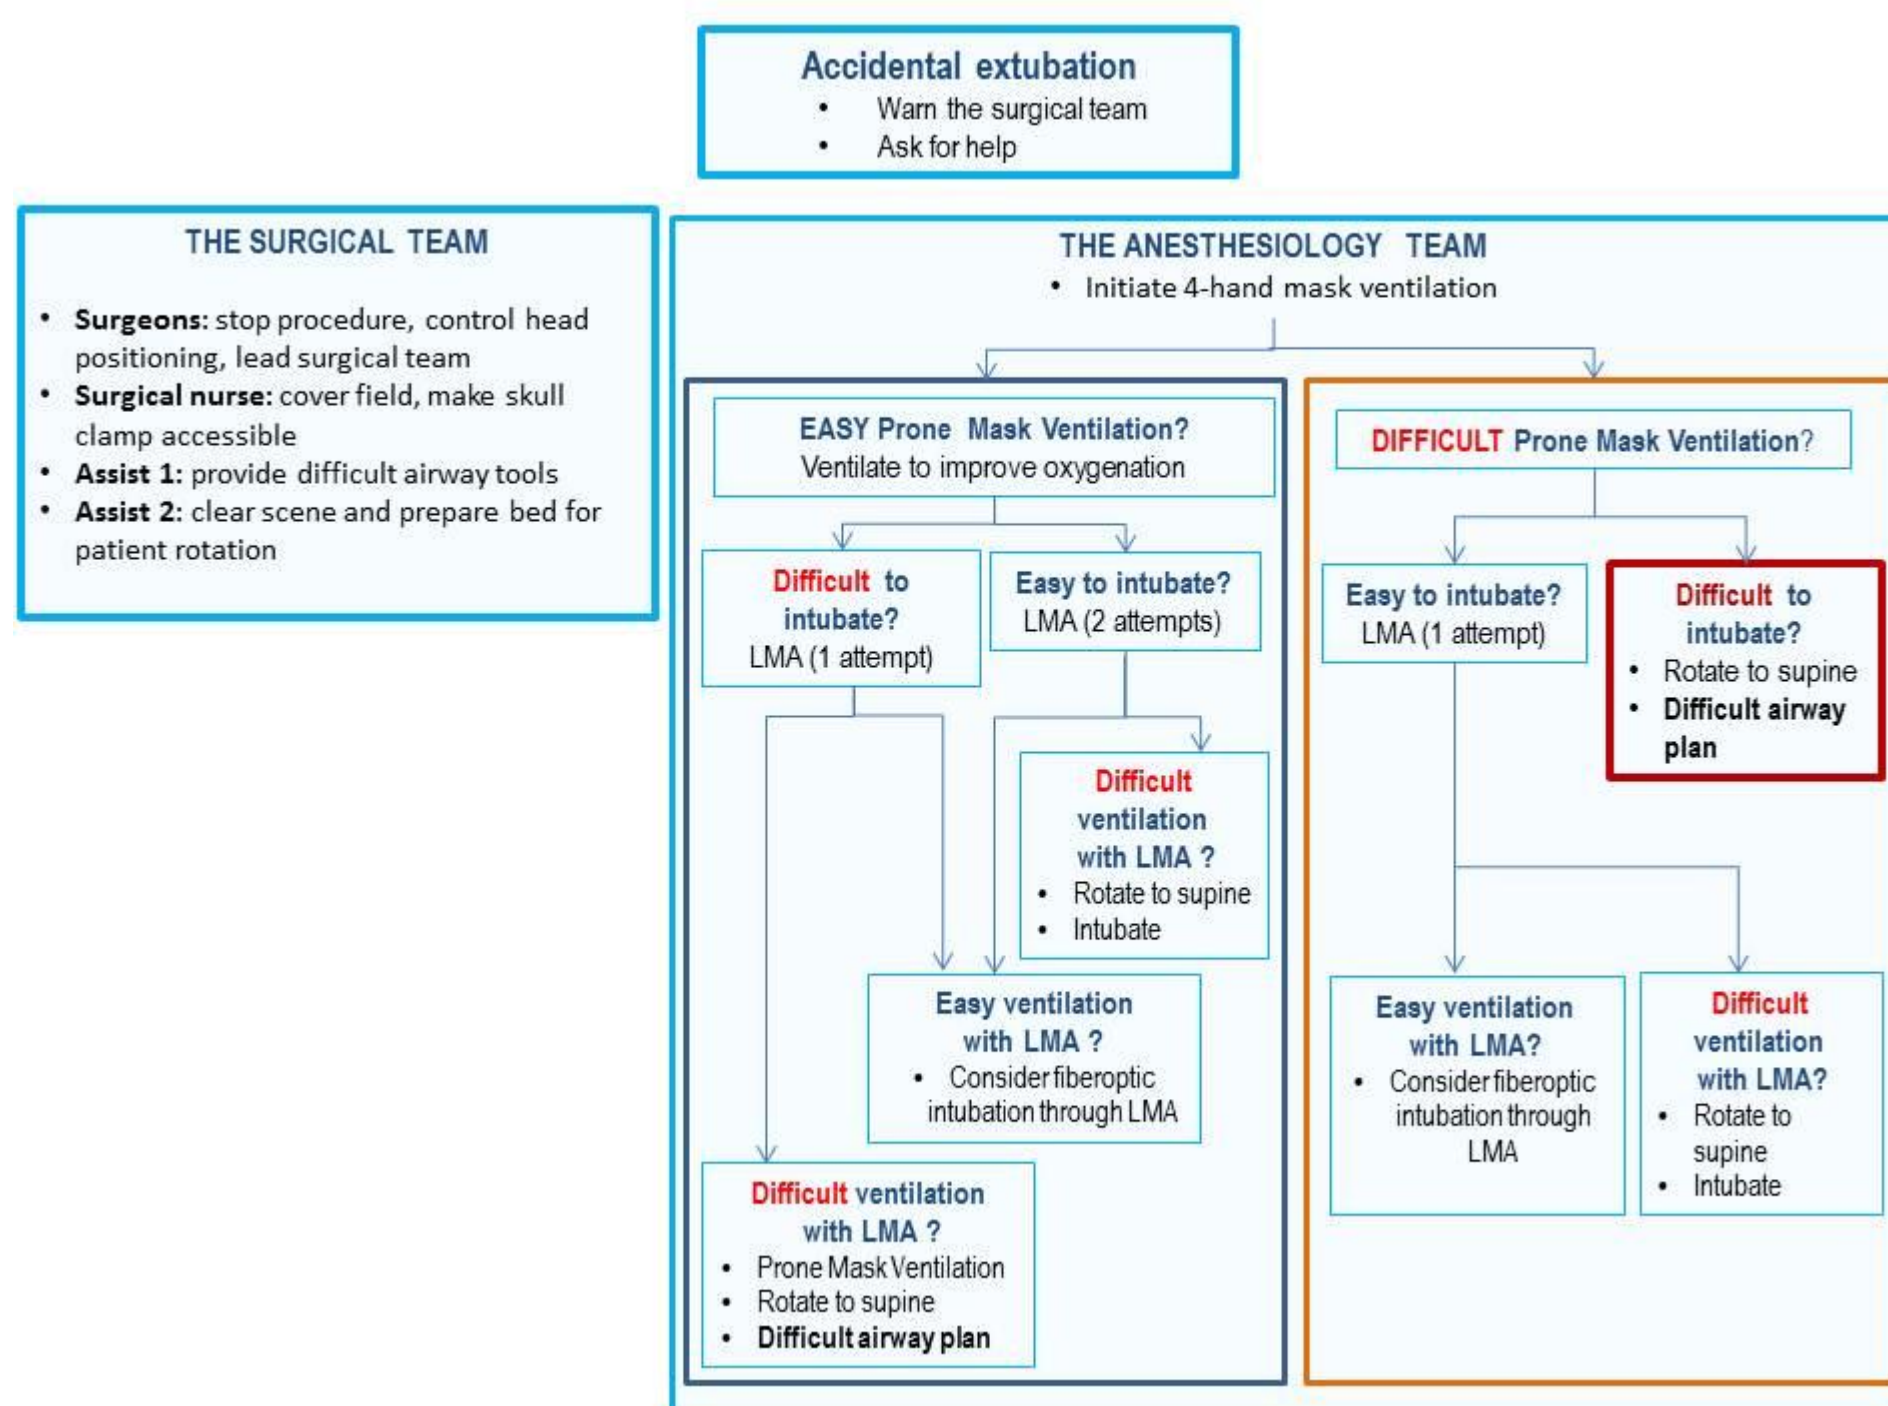 Accidental extubation
• Warn the surgical team
• Ask for help
THE SURGICAL TEAM
• Surgeons: stop procedure, control head
positioning, lead surgical team
• Surgical nurse: cover field, make skull
clamp accessible
• Assist 1: provide difficult airway tools
• Assist 2: clear scene and prepare bed for
patient rotation
THE ANESTHESIOLOGY TEAM
• Initiate 4-hand mask ventilation
EASY Prone Mask Ventilation?
Ventilate to improve oxygenation
Difficult to
intubate?
LMA (1 attempt)
Easy to intubate?
LMA (2 attempts)
Difficult
ventilation
with LMA ?
• Rotate to supine
• Intubate
Easy ventilation
with LMA ?
• Consider fiberoptic
intubation through LMA
Difficult ventilation
with LMA ?
• Prone Mask Ventilation
• Rotate to supine
• Difficult airway plan
DIFFICULT Prone Mask Ventilation?
Easy to intubate?
LMA (1 attempt)
Difficult to
intubate?
• Rotate to supine
• Difficult airway
plan
Easy ventilation
with LMA?
• Consider fiberoptic
intubation through
LMA
Difficult
ventilation
with LMA?
• Rotate to
supine
• Intubate